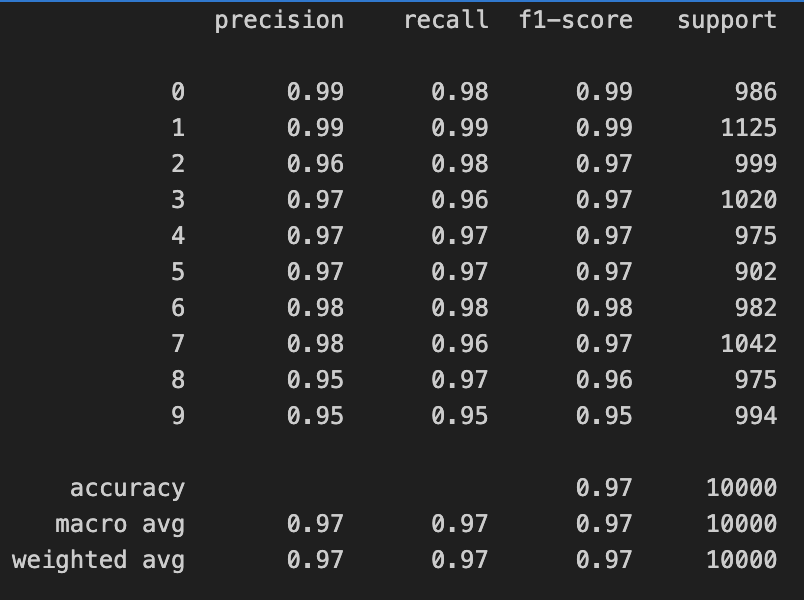 precision recall f1-score support
0 0.99 0.98 0.99 986
1 0.99 0.99 0.99 1125
2 0.96 0.98 0.97 999
3 0.97 0.96 0.97 1020
4 0.97 0.97 0.97 975
5 0.97 0.97 0.97 902
6 0.98 0.98 0.98 982
7 0.98 0.96 0.97 1042
8 0.95 0.97 0.96 975
9 0.95 0.95 0.95 994
accuracy 0.97 10000
macro avg 0.97 0.97 0.97 10000
weighted avg 0.97 0.97 0.97 10000